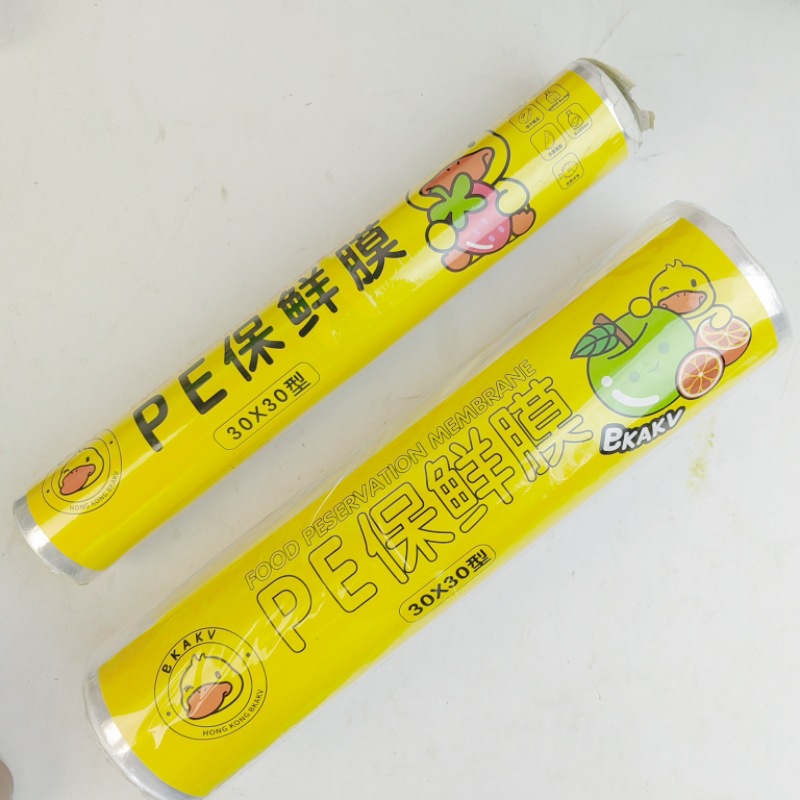 PE保鲜膜
30X30型
HONG KONG BKAKV
BKAKV
FOOD PESERVATION MEMBRANE
PE保鲜膜
30X30型
BKAKV
HONG KONG BKAKV